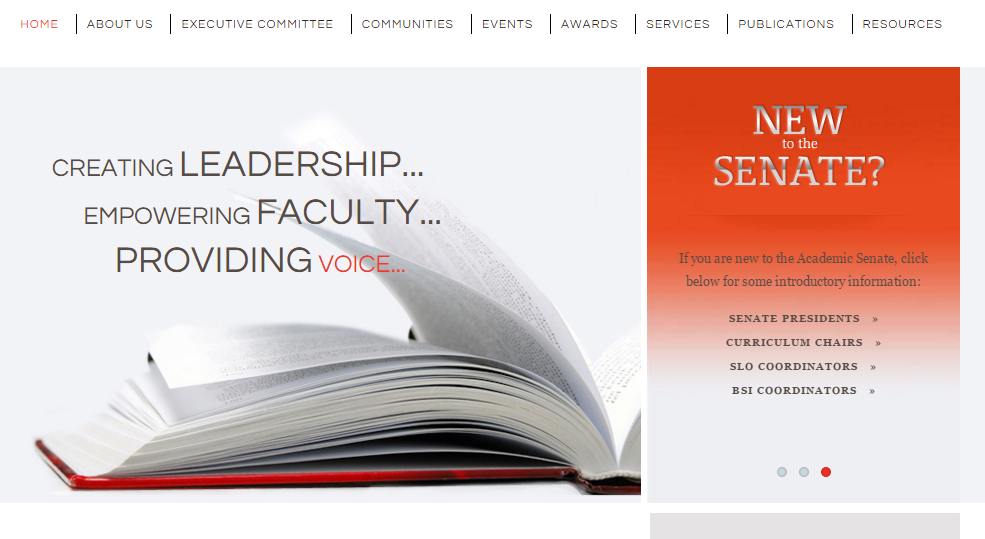 HOME ABOUT US EXECUTIVE COMMITTEE COMMUNITIES EVENTS AWARDS SERVICES PUBLICATIONS RESOURCES
CREATING LEADERSHIP...
EMPOWERING FACULTY...
PROVIDING VOICE...
NEW
to the
SENATE?
If you are new to the Academic Senate, click
below for some introductory information:
SENATE PRESIDENTS »
CURRICULUM CHAIRS »
SLO COORDINATORS »
BSI COORDINATORS »